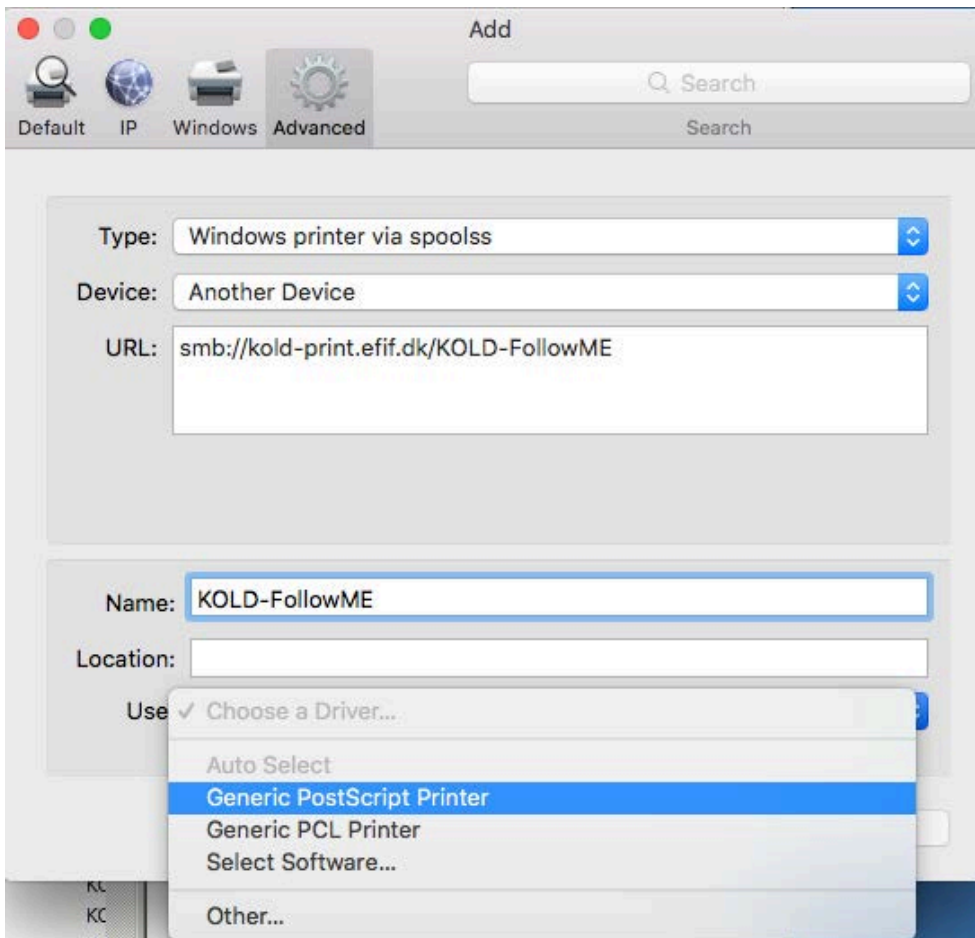 Add
Search
Default IP Windows Advanced Search
Type: Windows printer via spoolss
Device: Another Device
URL: smb://kold-print.efif.dk/KOLD-FollowME
Name: KOLD-FollowME
Location:
Use ✓ Choose a Driver...
Auto Select
Generic PostScript Printer
Generic PCL Printer
Select Software...
Other...